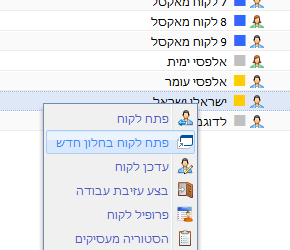 7 לקוח מאקסל
8 לקוח מאקסל
9 לקוח מאקסל
אלפסי ימית
אלפסי עומר
ישראלי ישראל
לדוגמ
פתח לקוח
פתח לקוח בחלון חדש
עדכן לקוח
בצע עזיבת עבודה
פרופיל לקוח
הסטוריה מעסיקים